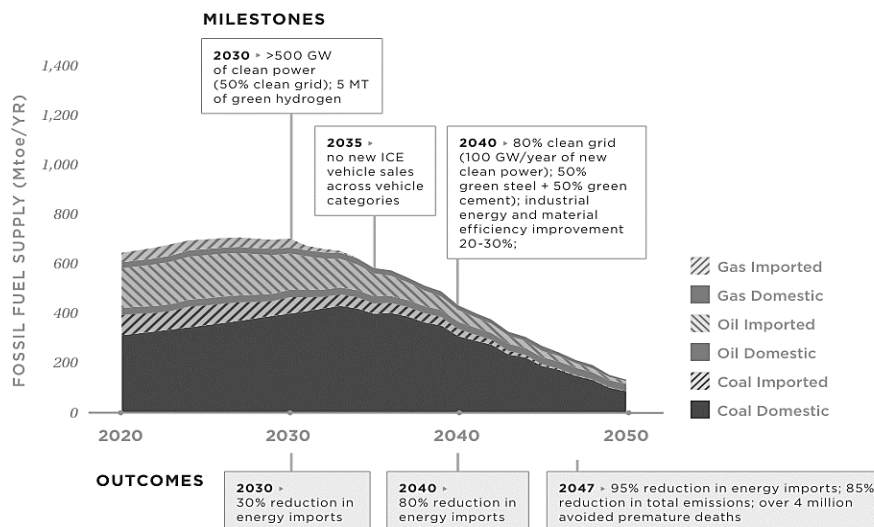 MILESTONES
2030 ▸ >500 GW
of clean power
(50% clean grid); 5 MT
of green hydrogen
2035 ▸
no new ICE
vehicle sales
across vehicle
categories
2040 ▸ 80% clean grid
(100 GW/year of new
clean power); 50%
green steel + 50% green
cement); industrial
energy and material
efficiency improvement
20-30%;
FOSSIL FUEL SUPPLY (Mtoe/YR)
1,400
1,200
1,000
800
600
400
200
0
2020
2030
2040
2050
Gas Imported
Gas Domestic
Oil Imported
Oil Domestic
Coal Imported
Coal Domestic
OUTCOMES
2030 ▸
30% reduction in
energy imports
2040 ▸
80% reduction in
energy imports
2047 ▸ 95% reduction in energy imports; 85%
reduction in total emissions; over 4 million
avoided premature deaths